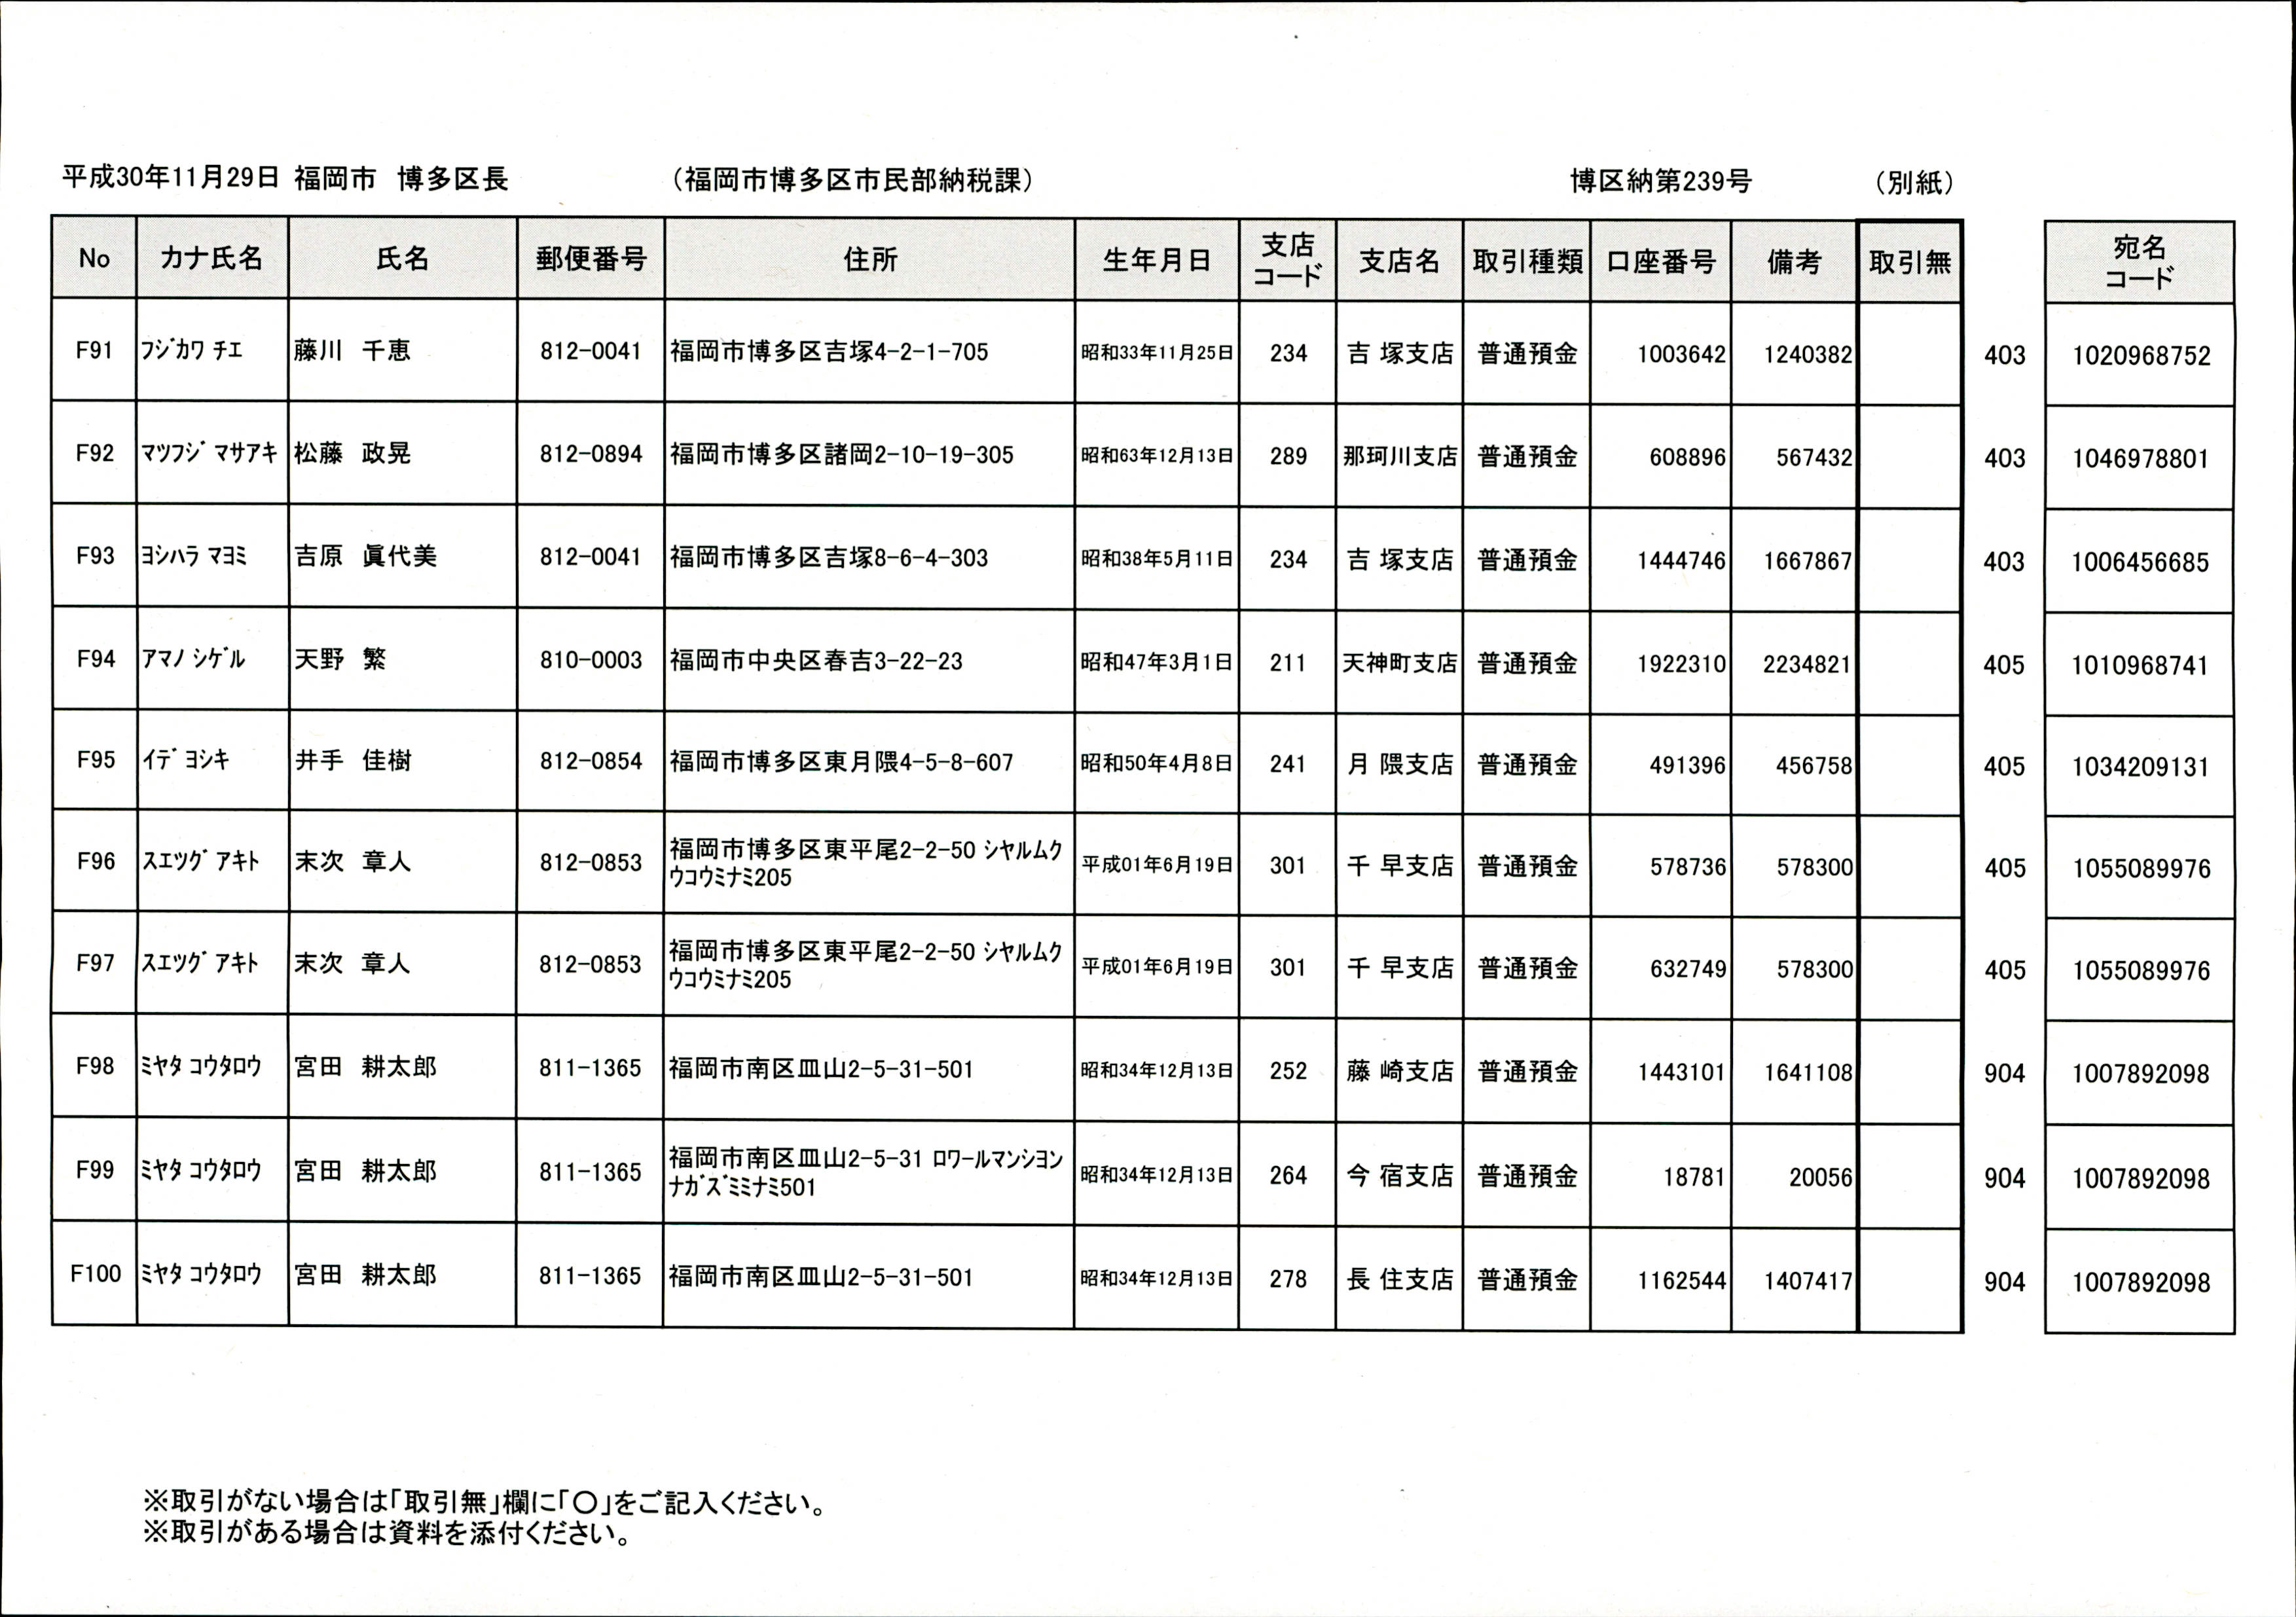 平成30年11月29日 福岡市 博多区長 （福岡市博多区市民部納税課） 博区納第239号 （別紙）
No カナ氏名 氏名 郵便番号 住所 生年月日 支店コード 支店名 取引種類 口座番号 備考 取引無 宛名コード
F91 フジカワ チエ 藤川 千恵 812-0041 福岡市博多区吉塚4-2-1-705 昭和33年11月25日 234 吉 塚支店 普通預金 1003642 1240382 403 1020968752
F92 マツフジ マサアキ 松藤 政晃 812-0894 福岡市博多区諸岡2-10-19-305 昭和63年12月13日 289 那珂川支店 普通預金 608896 567432 403 1046978801
F93 ヨシハラ マヨミ 吉原 眞代美 812-0041 福岡市博多区吉塚8-6-4-303 昭和38年5月11日 234 吉 塚支店 普通預金 1444746 1667867 403 1006456685
F94 アマノ シゲル 天野 繁 810-0003 福岡市中央区春吉3-22-23 昭和47年3月1日 211 天神町支店 普通預金 1922310 2234821 405 1010968741
F95 イデ ヨシキ 井手 佳樹 812-0854 福岡市博多区東月隈4-5-8-607 昭和50年4月8日 241 月 隈支店 普通預金 491396 456758 405 1034209131
F96 スエツグ アキト 末次 章人 812-0853 福岡市博多区東平尾2-2-50 シヤルムクウコウミナミ205 平成01年6月19日 301 千 早支店 普通預金 578736 578300 405 1055089976
F97 スエツグ アキト 末次 章人 812-0853 福岡市博多区東平尾2-2-50 シヤルムクウコウミナミ205 平成01年6月19日 301 千 早支店 普通預金 632749 578300 405 1055089976
F98 ミヤタ コウタロウ 宮田 耕太郎 811-1365 福岡市南区皿山2-5-31-501 昭和34年12月13日 252 藤 崎支店 普通預金 1443101 1641108 904 1007892098
F99 ミヤタ コウタロウ 宮田 耕太郎 811-1365 福岡市南区皿山2-5-31 ロワールマンシヨンナガズミミナミ501 昭和34年12月13日 264 今 宿支店 普通預金 18781 20056 904 1007892098
F100 ミヤタ コウタロウ 宮田 耕太郎 811-1365 福岡市南区皿山2-5-31-501 昭和34年12月13日 278 長 住支店 普通預金 1162544 1407417 904 1007892098
※取引がない場合は「取引無」欄に「〇」をご記入ください。
※取引がある場合は資料を添付ください。